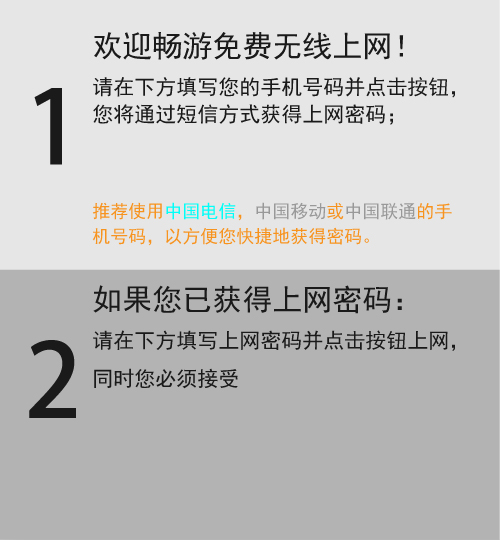 1
欢迎畅游免费无线上网!
请在下方填写您的手机号码并点击按钮,
您将通过短信方式获得上网密码;
推荐使用中国电信,中国移动或中国联通的手
机号码,以方便您快捷地获得密码。
2
如果您已获得上网密码:
请在下方填写上网密码并点击按钮上网,
同时您必须接受